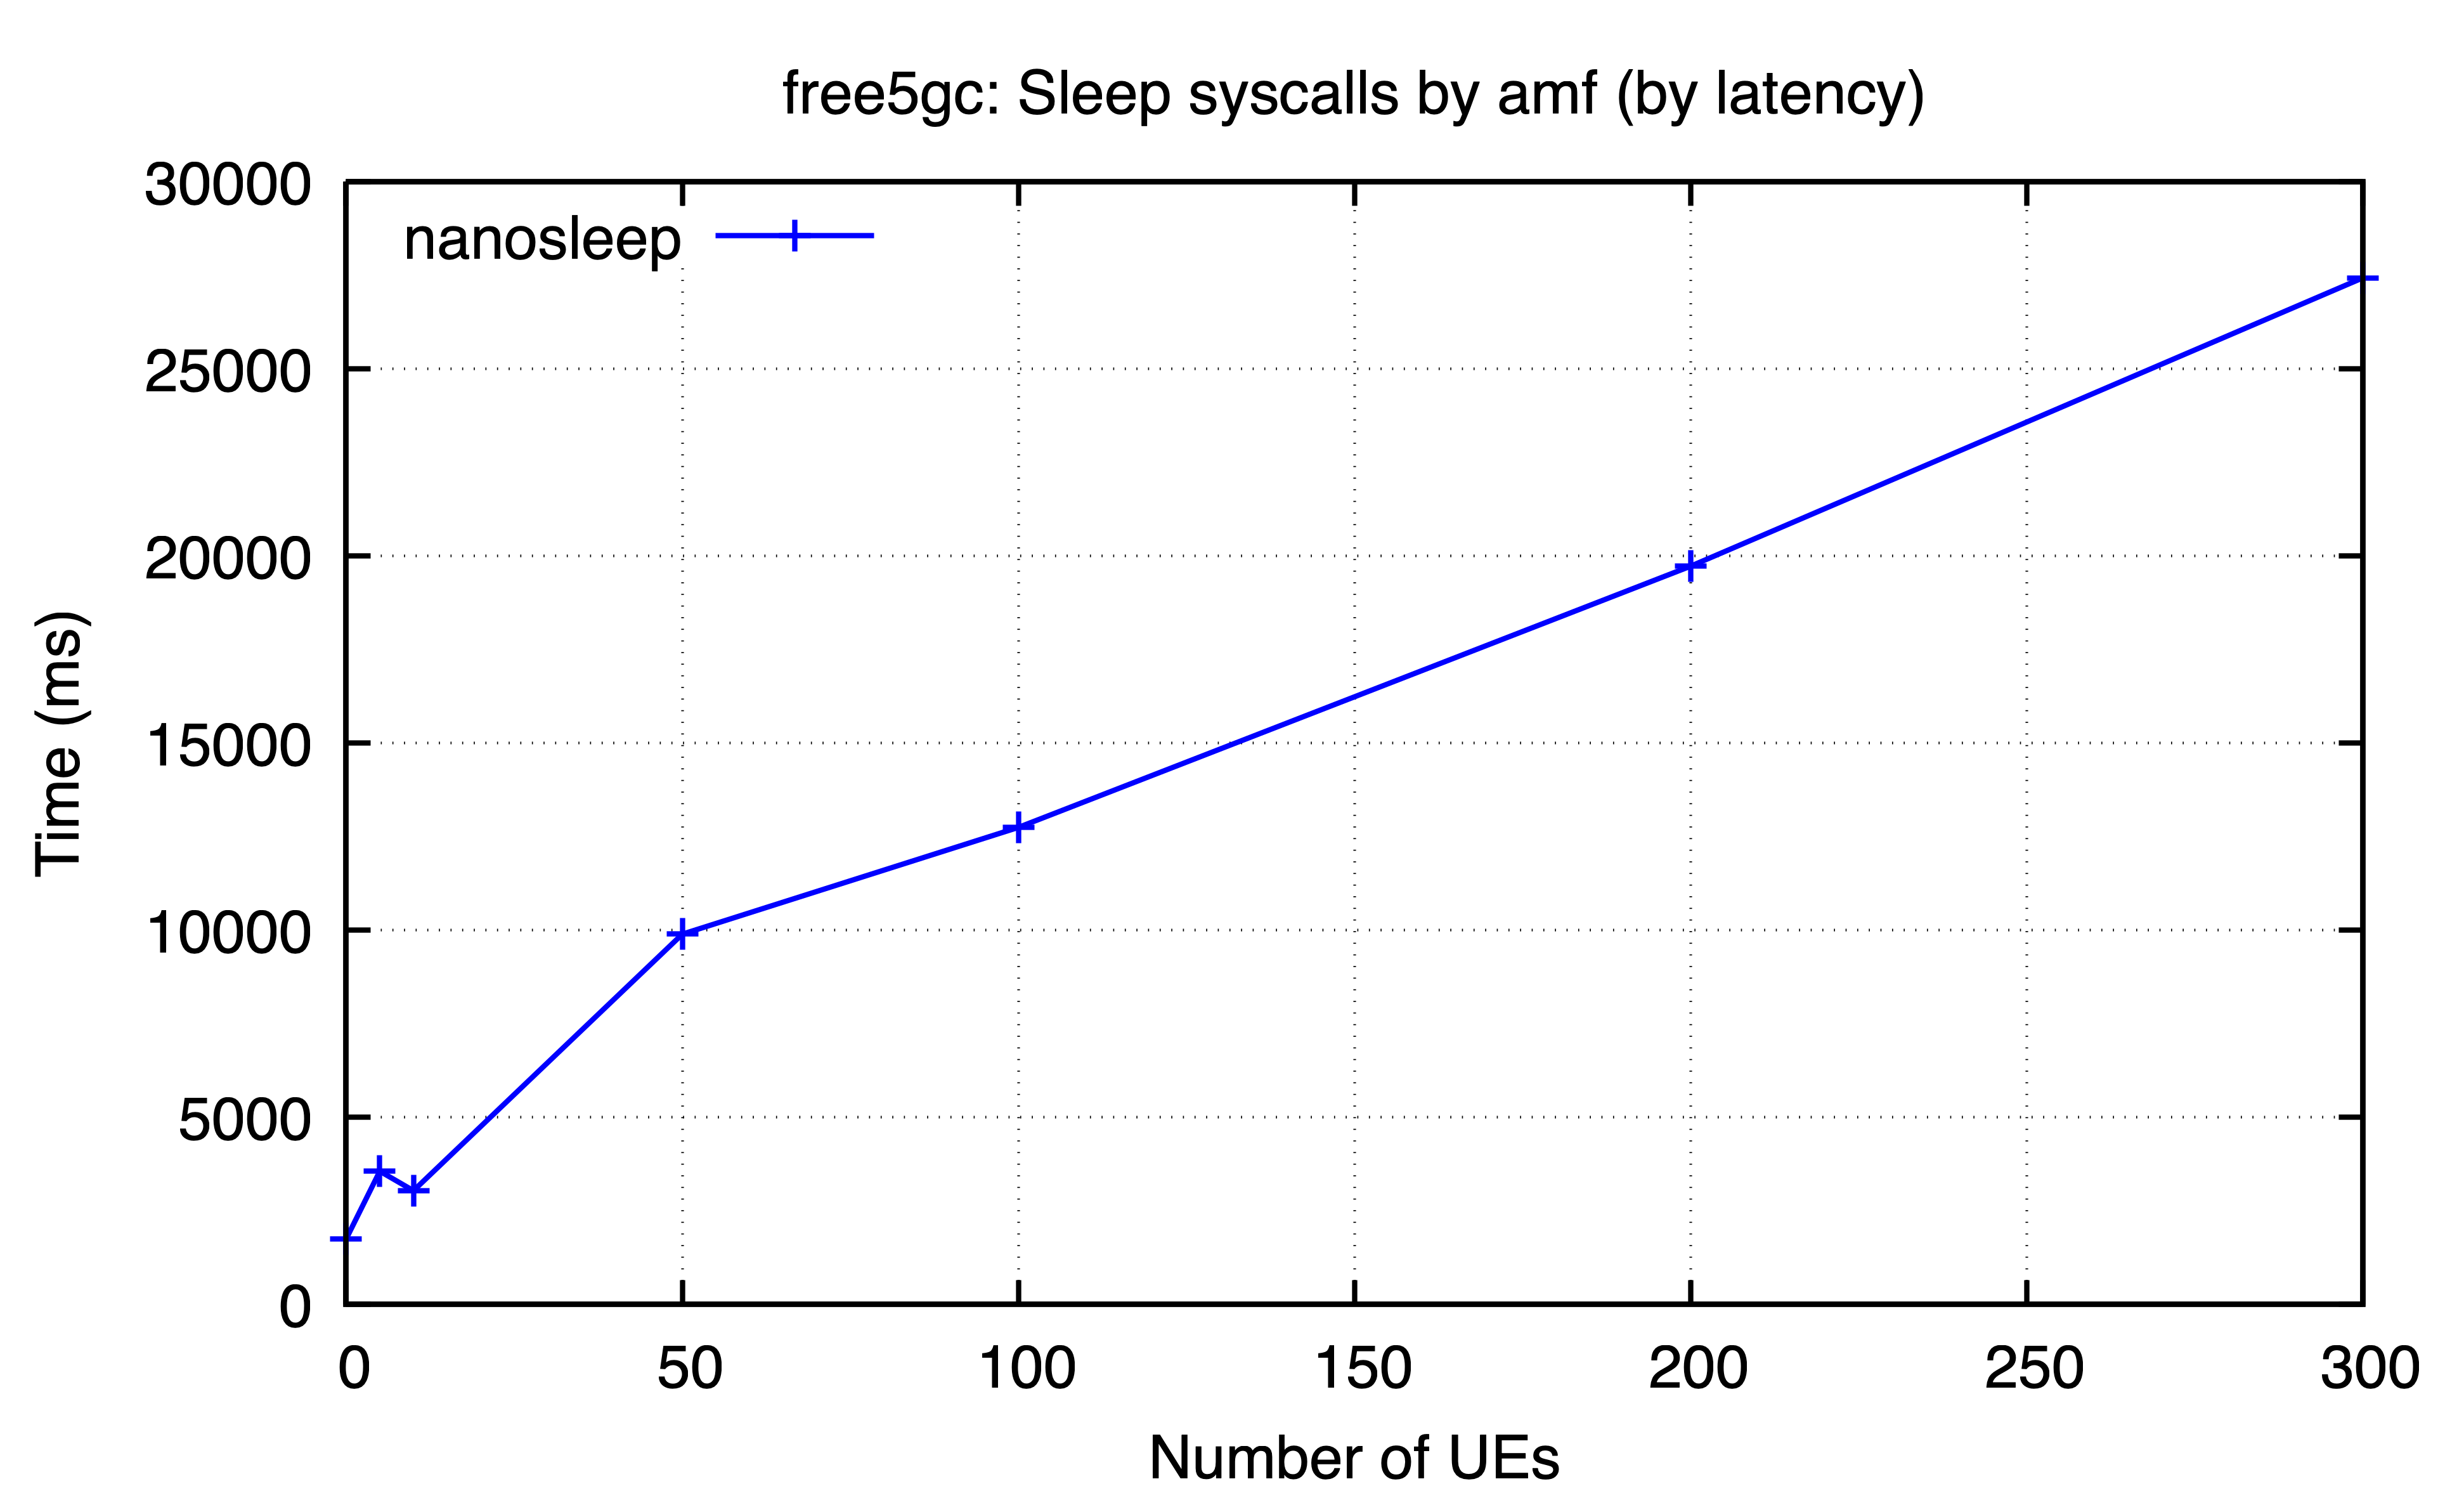 free5gc: Sleep syscalls by amf (by latency)
nanosleep
30000
25000
20000
15000
10000
5000
0
Time (ms)
0 50 100 150 200 250 300
Number of UEs